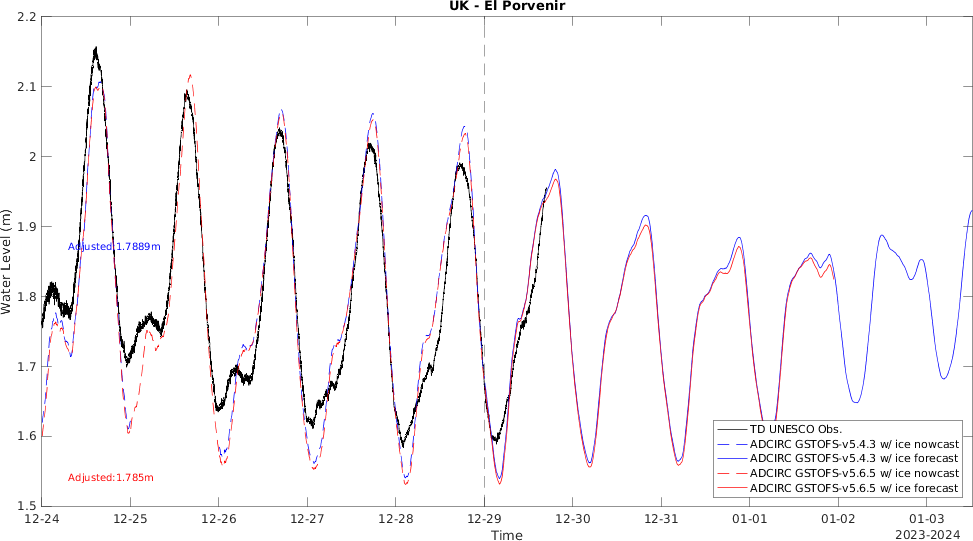 UK - El Porvenir
2.2
2.1
2
1.9
1.8
1.7
1.6
1.5
Water Level (m)
Adjusted:1.7889m
Adjusted:1.785m
TD UNESCO Obs.
ADCIRC GSTOFS-v5.4.3 w/ ice nowcast
ADCIRC GSTOFS-v5.4.3 w/ ice forecast
ADCIRC GSTOFS-v5.6.5 w/ ice nowcast
ADCIRC GSTOFS-v5.6.5 w/ ice forecast
12-24 12-25 12-26 12-27 12-28 12-29 12-30 12-31 01-01 01-02 01-03
Time
2023-2024